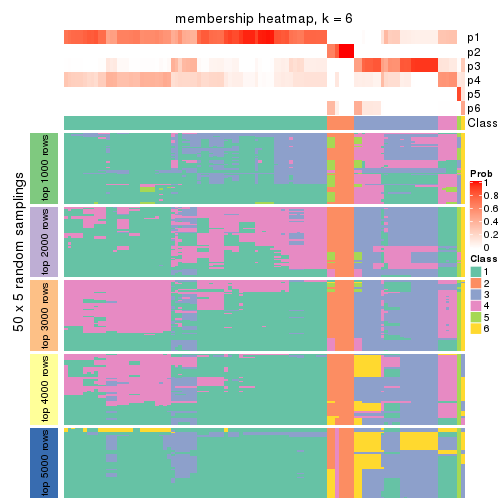 membership heatmap, k = 6
p1
p2
p3
p4
p5
p6
Class
50 x 5 random samplings
top 1000 rows
top 2000 rows
top 3000 rows
top 4000 rows
top 5000 rows
Prob
1
0.8
0.6
0.4
0.2
0
Class
1
2
3
4
5
6